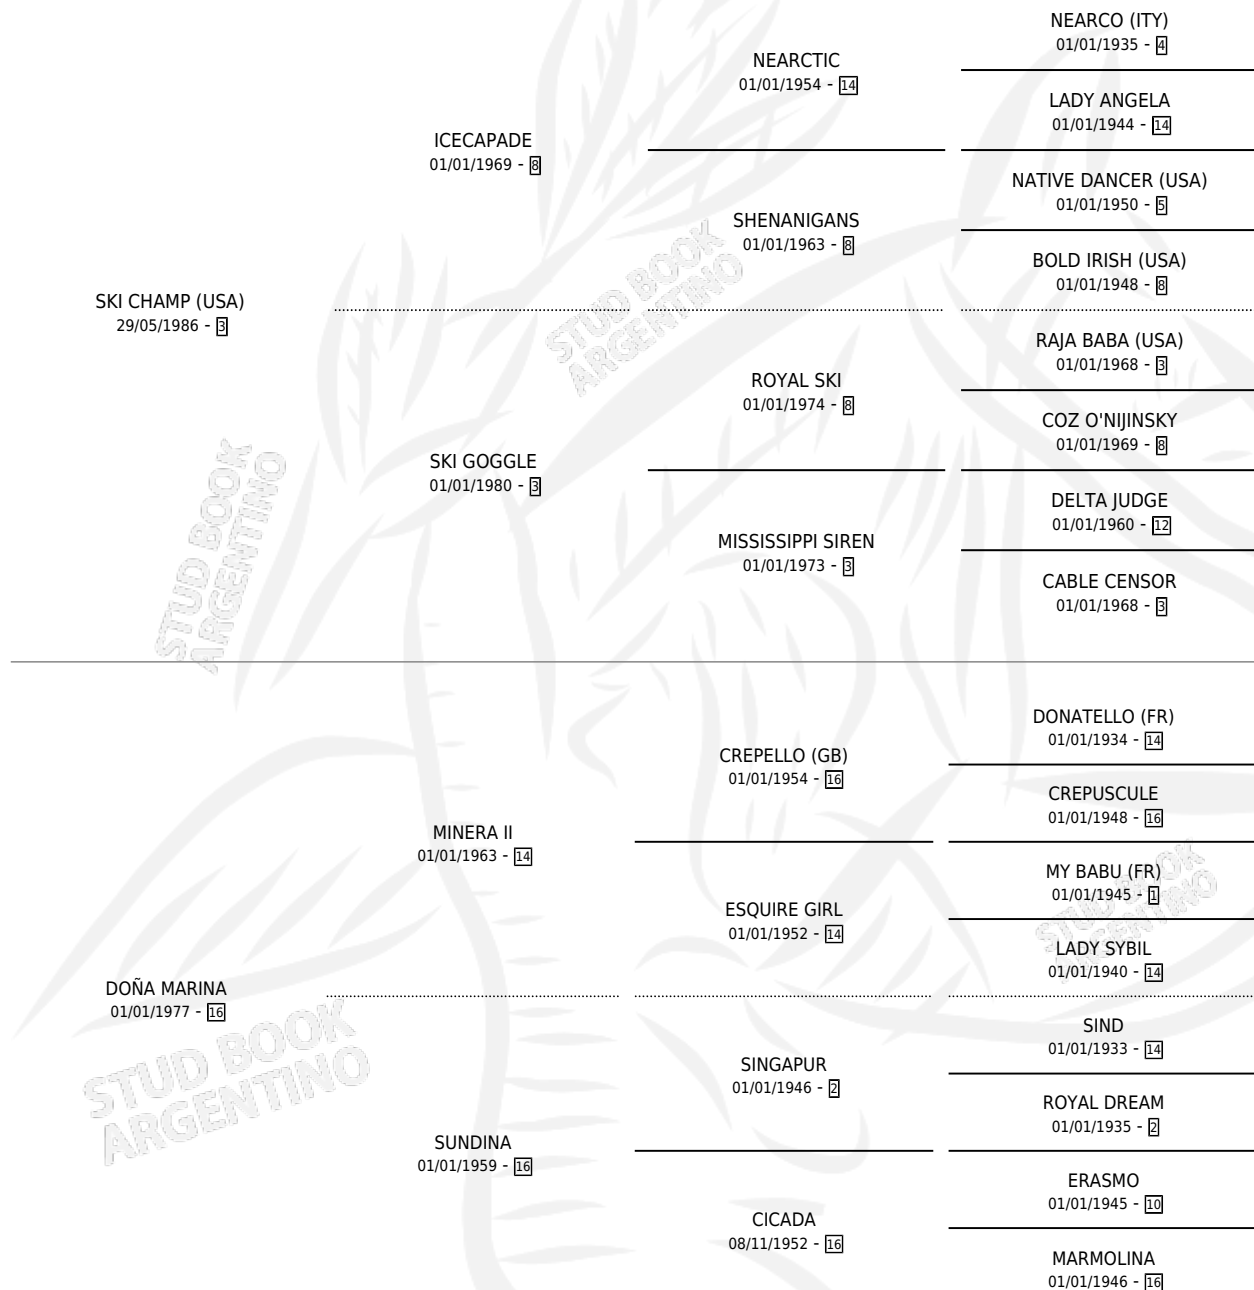 NEARCO (ITY)
01/01/1935 - 4
NEARCTIC
01/01/1954 - 14
LADY ANGELA
01/01/1944 - 14
ICECAPADE
01/01/1969 - 8
NATIVE DANCER (USA)
01/01/1950 - 5
SHENANIGANS
01/01/1963 - 8
BOLD IRISH (USA)
01/01/1948 - 8
SKI CHAMP (USA)
29/05/1986 - 3
STUD BOOK
ARGENTINO
RAJA BABA (USA)
01/01/1968 - 3
ROYAL SKI
01/01/1974 - 8
COZ O'NIJINSKY
01/01/1969 - 8
SKI GOGGLE
01/01/1980 - 3
DELTA JUDGE
01/01/1960 - 12
MISSISSIPPI SIREN
01/01/1973 - 3
CABLE CENSOR
01/01/1968 - 3
STUD BOOK
ARGENTINO
DONATELLO (FR)
01/01/1934 - 14
CREPELLO (GB)
01/01/1954 - 16
CREPUSCULE
01/01/1948 - 16
MINERA II
01/01/1963 - 14
MY BABU (FR)
01/01/1945 - 1
ESQUIRE GIRL
01/01/1952 - 14
STUD BOOK
ARGENTINO
LADY SYBIL
01/01/1940 - 14
DOÑA MARINA
01/01/1977 - 16
SIND
01/01/1933 - 14
SINGAPUR
01/01/1946 - 2
ROYAL DREAM
01/01/1935 - 2
STUD BOOK
ARGENTINO
SUNDINA
01/01/1959 - 16
ERASMO
01/01/1945 - 10
CICADA
08/11/1952 - 16
MARMOLINA
01/01/1946 - 16